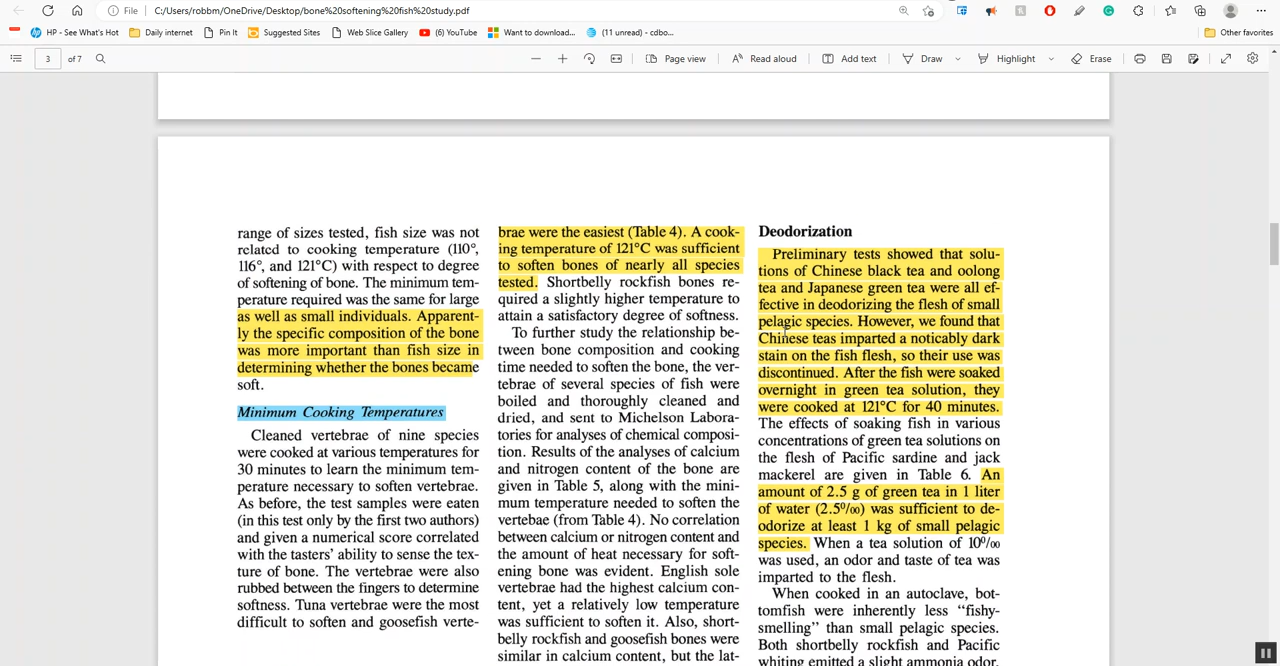 File
C:/Users/robbm/OneDrive/Desktop/bone%20softening%20fish%20study.pdf
HP - See What's Hot
Daily internet
Pin It
Suggested Sites
Web Slice Gallery
(6) YouTube
Want to download...
(11 unread) - cdbo...
Other favorites
3
of 7
Page view
Read aloud
Add text
Draw
Highlight
Erase
range of sizes tested, fish size was not
related to cooking temperature (110°,
116°, and 121°C) with respect to degree
of softening of bone. The minimum tem-
perature required was the same for large
as well as small individuals. Apparent-
ly the specific composition of the bone
was more important than fish size in
determining whether the bones became
soft.
Minimum Cooking Temperatures
Cleaned vertebrae of nine species
were cooked at various temperatures for
30 minutes to learn the minimum tem-
perature necessary to soften vertebrae.
As before, the test samples were eaten
(in this test only by the first two authors)
and given a numerical score correlated
with the tasters' ability to sense the tex-
ture of bone. The vertebrae were also
rubbed between the fingers to determine
softness. Tuna vertebrae were the most
difficult to soften and goosefish verte-
brae were the easiest (Table 4). A cook-
ing temperature of 121°C was sufficient
to soften bones of nearly all species
tested. Shortbelly rockfish bones re-
quired a slightly higher temperature to
attain a satisfactory degree of softness.
To further study the relationship be-
tween bone composition and cooking
time needed to soften the bone, the ver-
tebrae of several species of fish were
boiled and thoroughly cleaned and
dried, and sent to Michelson Labora-
tories for analyses of chemical composi-
tion. Results of the analyses of calcium
and nitrogen content of the bone are
given in Table 5, along with the mini-
mum temperature needed to soften the
vertebae (from Table 4). No correlation
between calcium or nitrogen content and
the amount of heat necessary for soft-
ening bone was evident. English sole
vertebrae had the highest calcium con-
tent, yet a relatively low temperature
was sufficient to soften it. Also, short-
belly rockfish and goosefish bones were
similar in calcium content, but the lat-
Deodorization
Preliminary tests showed that solu-
tions of Chinese black tea and oolong
tea and Japanese green tea were all ef-
fective in deodorizing the flesh of small
pelagic species. However, we found that
Chinese teas imparted a noticably dark
stain on the fish flesh, so their use was
discontinued. After the fish were soaked
overnight in green tea solution, they
were cooked at 121°C for 40 minutes.
The effects of soaking fish in various
concentrations of green tea solutions on
the flesh of Pacific sardine and jack
mackerel are given in Table 6. An
amount of 2.5 g of green tea in 1 liter
of water (2.5⁰/₀₀) was sufficient to de-
odorize at least 1 kg of small pelagic
species. When a tea solution of 10⁰/₀₀
was used, an odor and taste of tea was
imparted to the flesh.
When cooked in an autoclave, bot-
tomfish were inherently less "fishy-
smelling" than small pelagic species.
Both shortbelly rockfish and Pacific
whiting emitted a slight ammonia odor,